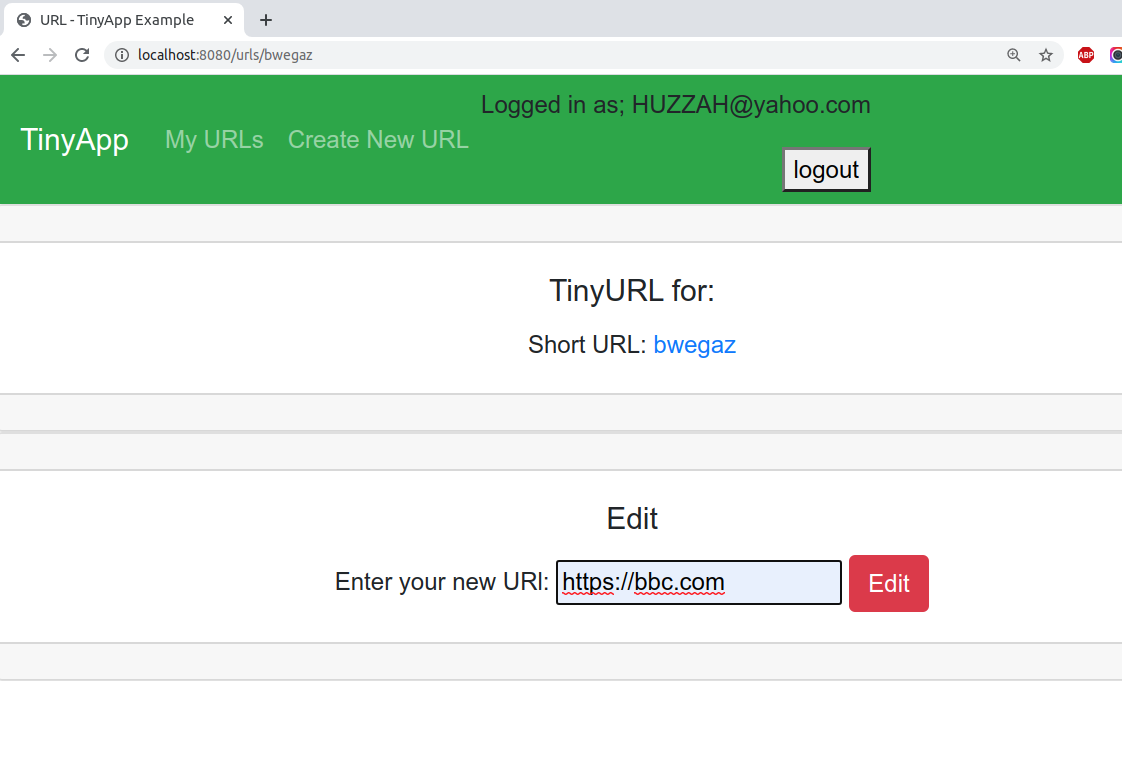 URL - TinyApp Example
localhost:8080/urls/bwegaz
ABP
Logged in as; HUZZAH@yahoo.com
TinyApp My URLs Create New URL
logout
TinyURL for:
Short URL: bwegaz
Edit
Enter your new URl: https://bbc.com Edit